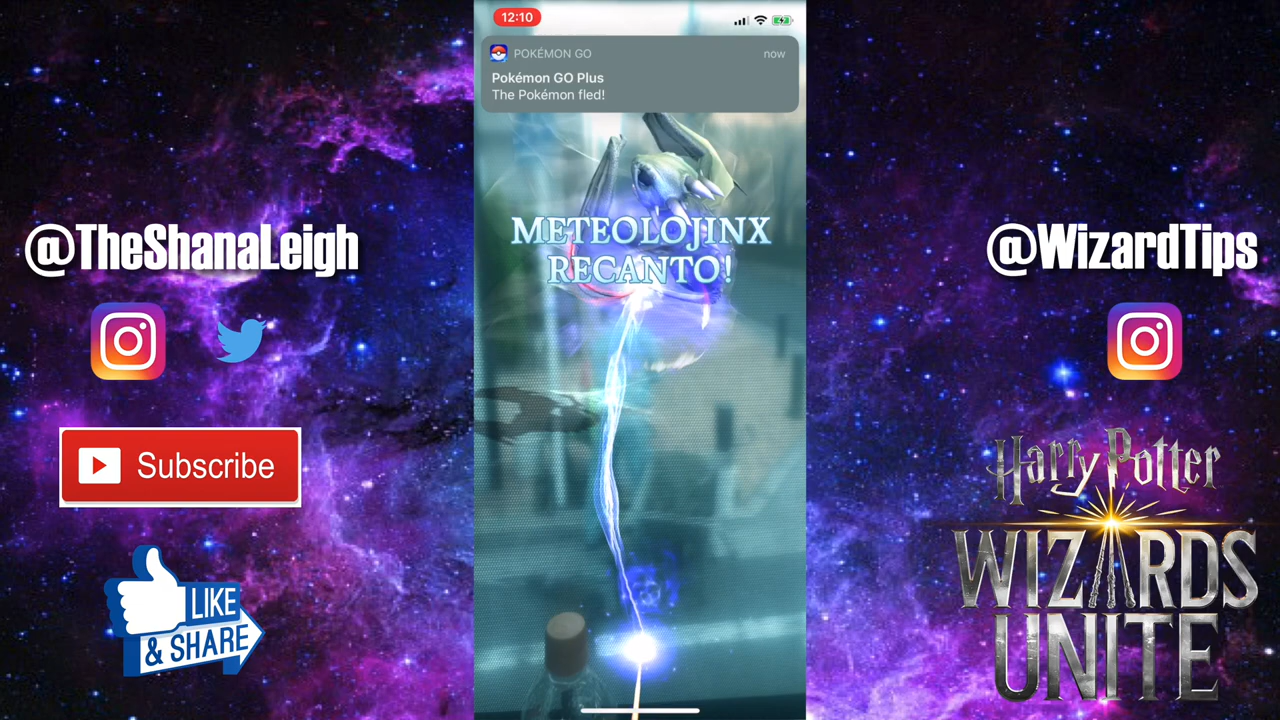 12:10
POKÉMON GO
now
Pokémon GO Plus
The Pokémon fled!
METEOLOJINX
RECANTO!
@TheShanaLeigh
Subscribe
LIKE
& SHARE
@WizardTips
Harry Potter
WIZARDS
UNITE